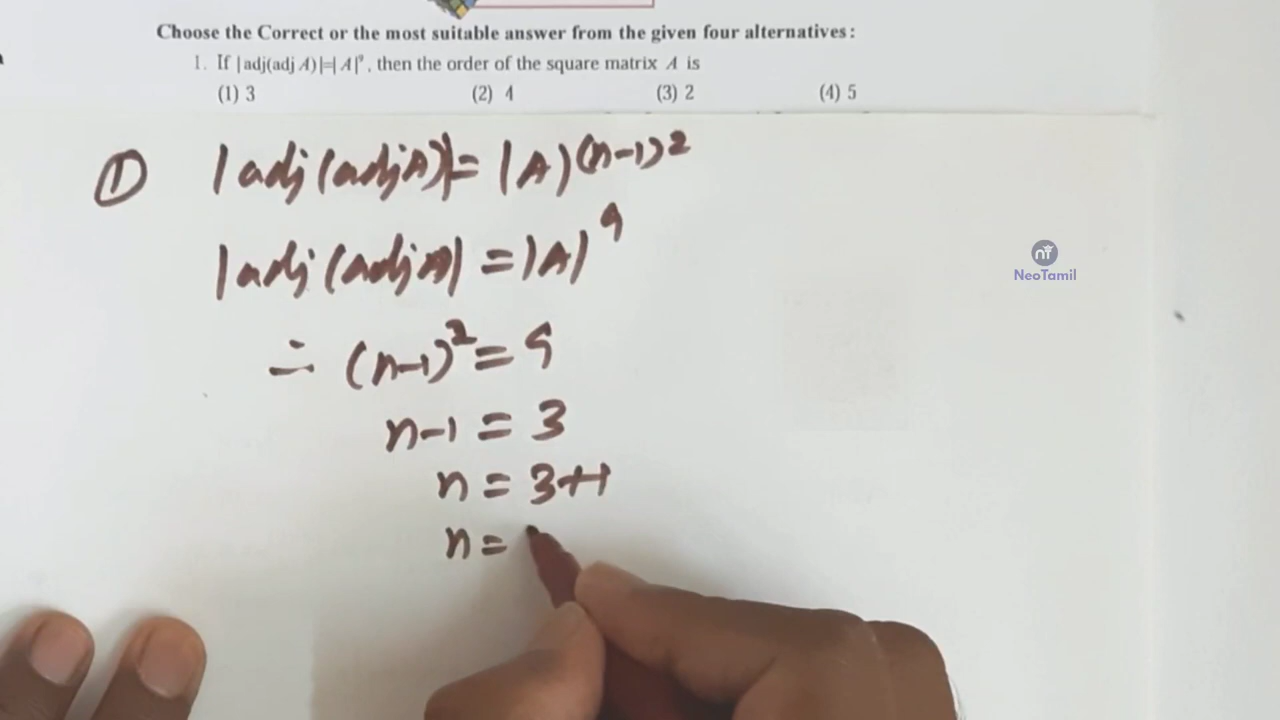 Choose the Correct or the most suitable answer from the given four alternatives:
1. If |adj(adj A)|=|A|⁹, then the order of the square matrix A is
(1) 3 (2) 4 (3) 2 (4) 5
① |adj(adjA)|= |A|(n-1)²
|adj(adjA)| = |A|⁹
∴ (n-1)² = 9
n-1 = 3
n = 3+1
n =
NeoTamil